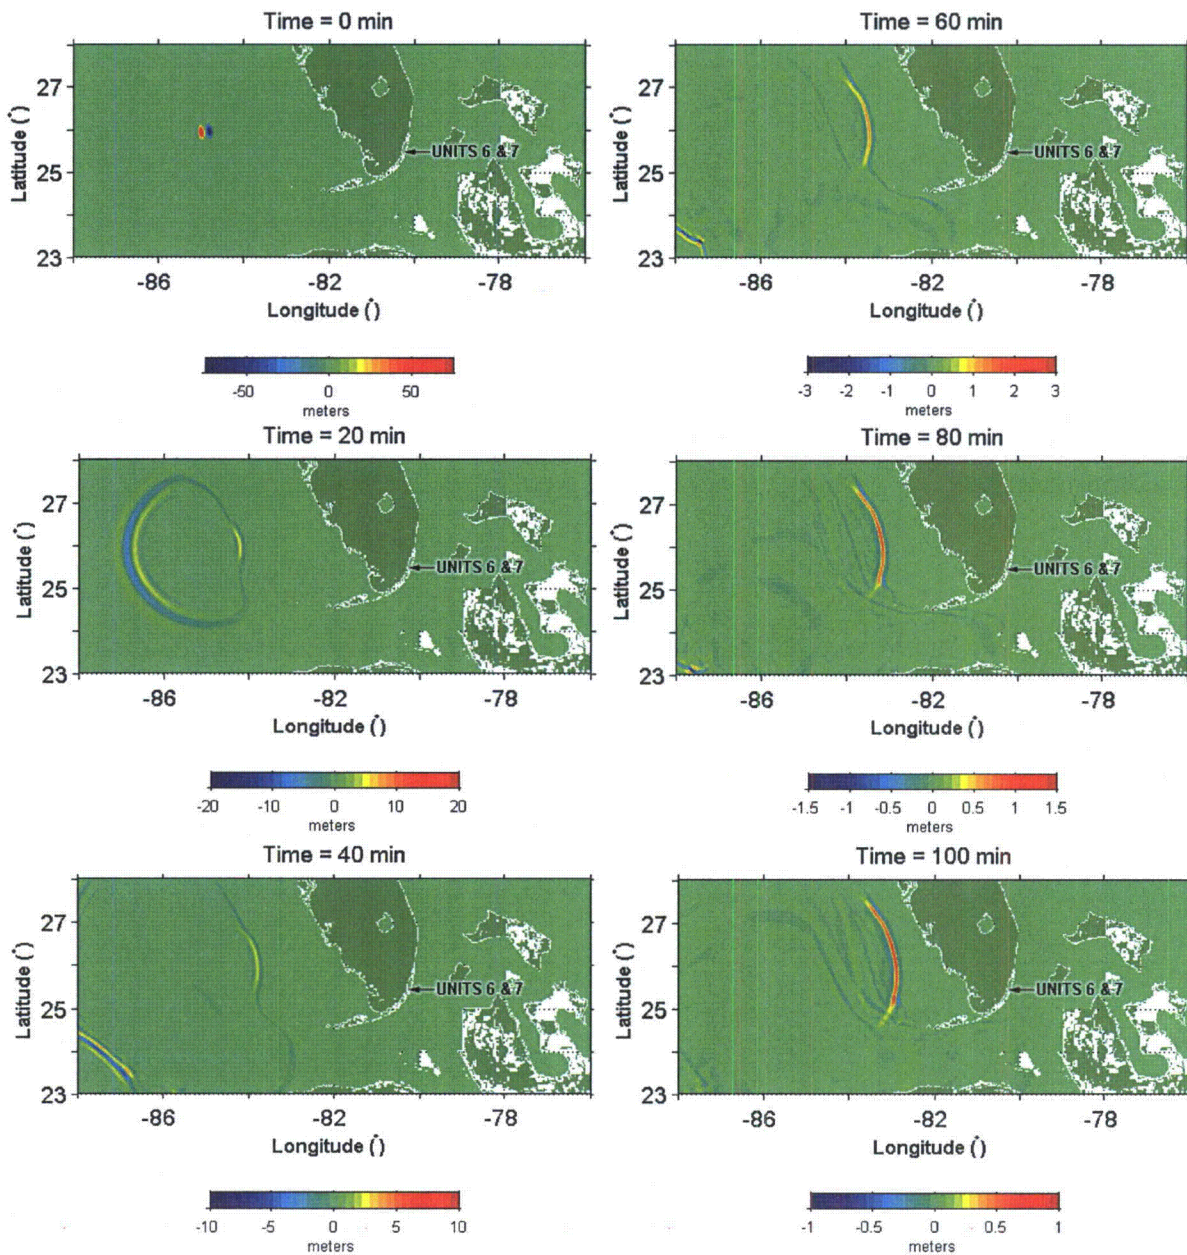 Time = 0 min
Latitude (°)
27
25
23
UNITS 6 & 7
-86
-82
-78
Longitude (°)
-50
0
50
meters
Time = 20 min
Latitude (°)
27
25
23
UNITS 6 & 7
-86
-82
-78
Longitude (°)
-20
-10
0
10
20
meters
Time = 40 min
Latitude (°)
27
25
23
UNITS 6 & 7
-86
-82
-78
Longitude (°)
-10
-5
0
5
10
meters
Time = 60 min
Latitude (°)
27
25
23
UNITS 6 & 7
-86
-82
-78
Longitude (°)
-3
-2
-1
0
1
2
3
meters
Time = 80 min
Latitude (°)
27
25
23
UNITS 6 & 7
-86
-82
-78
Longitude (°)
-1.5
-1
-0.5
0
0.5
1
1.5
meters
Time = 100 min
Latitude (°)
27
25
23
UNITS 6 & 7
-86
-82
-78
Longitude (°)
-1
-0.5
0
0.5
1
meters